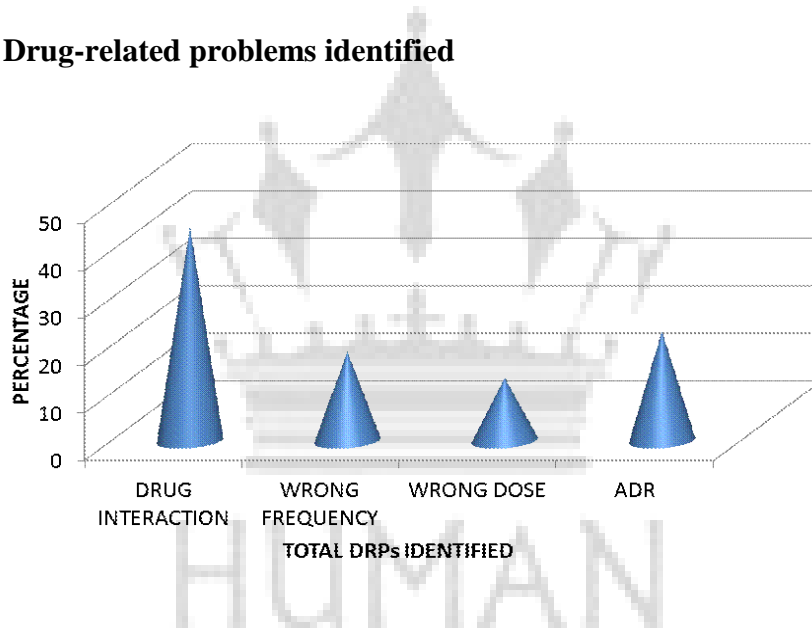 Drug-related problems identified
50
40
30
20
10
0
PERCENTAGE
DRUG INTERACTION
WRONG FREQUENCY
WRONG DOSE
ADR
TOTAL DRPs IDENTIFIED
HUMAN